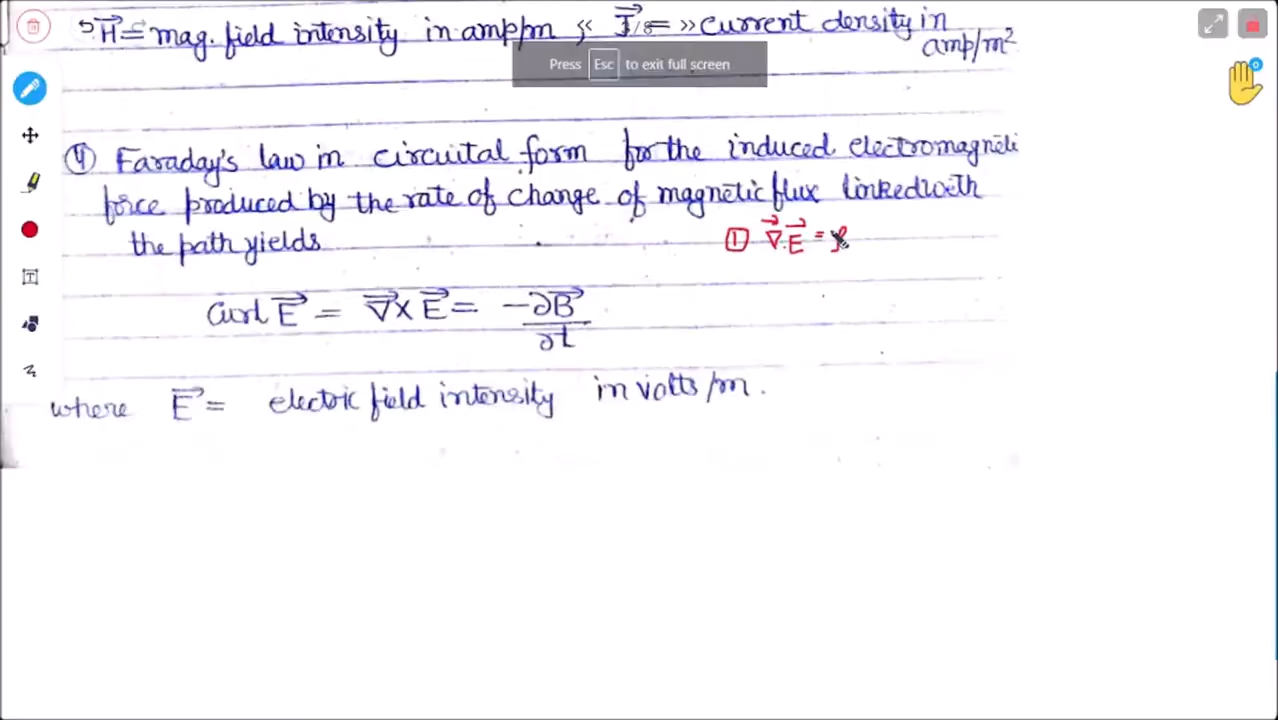 H⃗ = mag. field intensity in amp/m & J⃗ = " current density in
amp/m²
Press Esc to exit full screen
④ Faraday's law in circuital form for the induced electromagneti
force produced by the rate of change of magnetic flux linked with
the path yields
① ∇⃗.E⃗ = ρ
Curl E⃗ = ∇⃗ x E⃗ = -∂B⃗/∂t
where E⃗ = electric field intensity in volts/m.